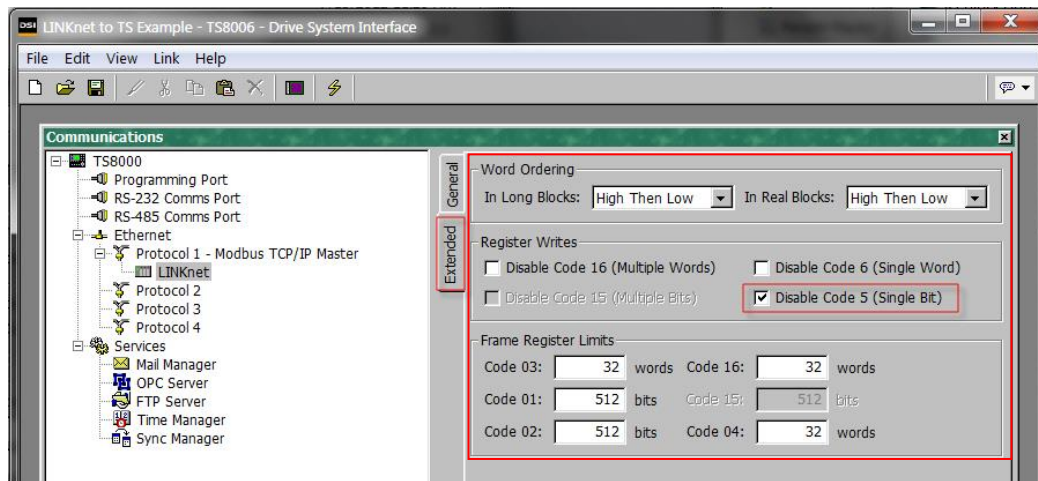 DSI LINKnet to TS Example - TS8006 - Drive System Interface
File Edit View Link Help
Communications
TS8000
Programming Port
RS-232 Comms Port
RS-485 Comms Port
Ethernet
Protocol 1 - Modbus TCP/IP Master
LINKnet
Protocol 2
Protocol 3
Protocol 4
Services
Mail Manager
OPC Server
FTP Server
Time Manager
Sync Manager
General
Extended
Word Ordering
In Long Blocks: High Then Low In Real Blocks: High Then Low
Register Writes
Disable Code 16 (Multiple Words) Disable Code 6 (Single Word)
Disable Code 15 (Multiple Bits) Disable Code 5 (Single Bit)
Frame Register Limits
Code 03: 32 words Code 16: 32 words
Code 01: 512 bits Code 15: 512 bits
Code 02: 512 bits Code 04: 32 words